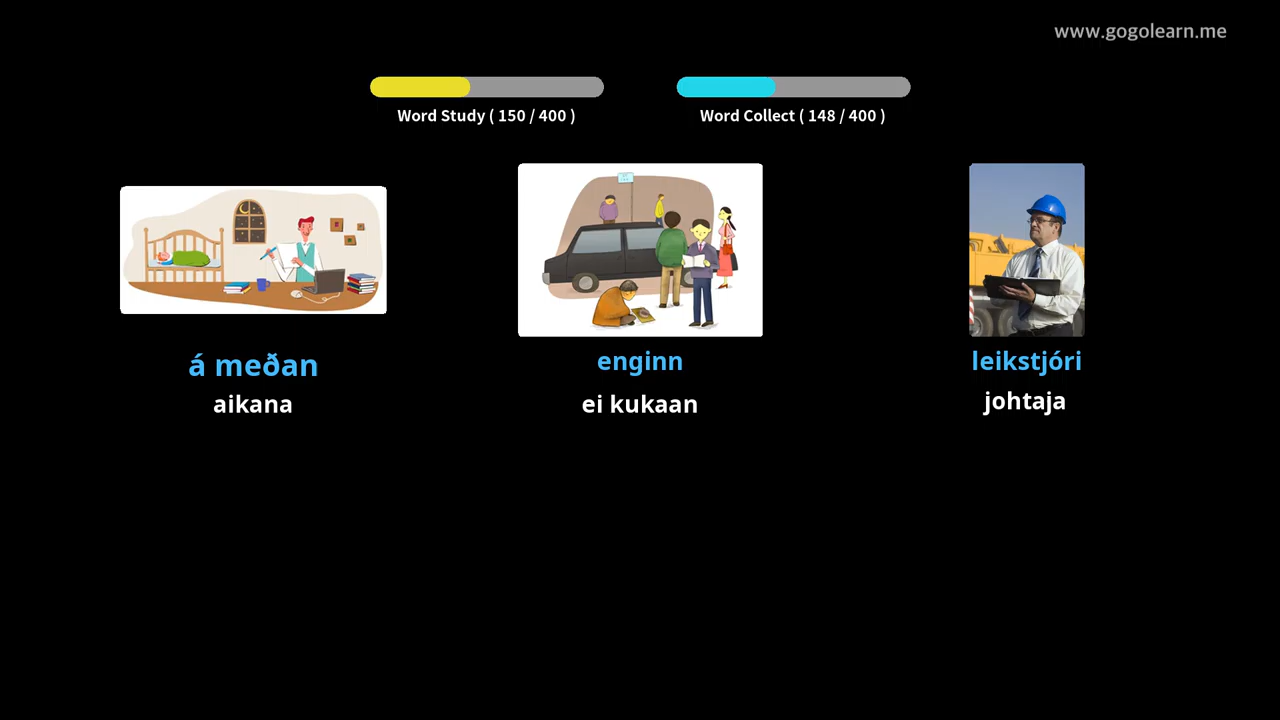 www.gogolearn.me
Word Study ( 150 / 400 )
Word Collect ( 148 / 400 )
á meðan
aikana
enginn
ei kukaan
leikstjóri
johtaja